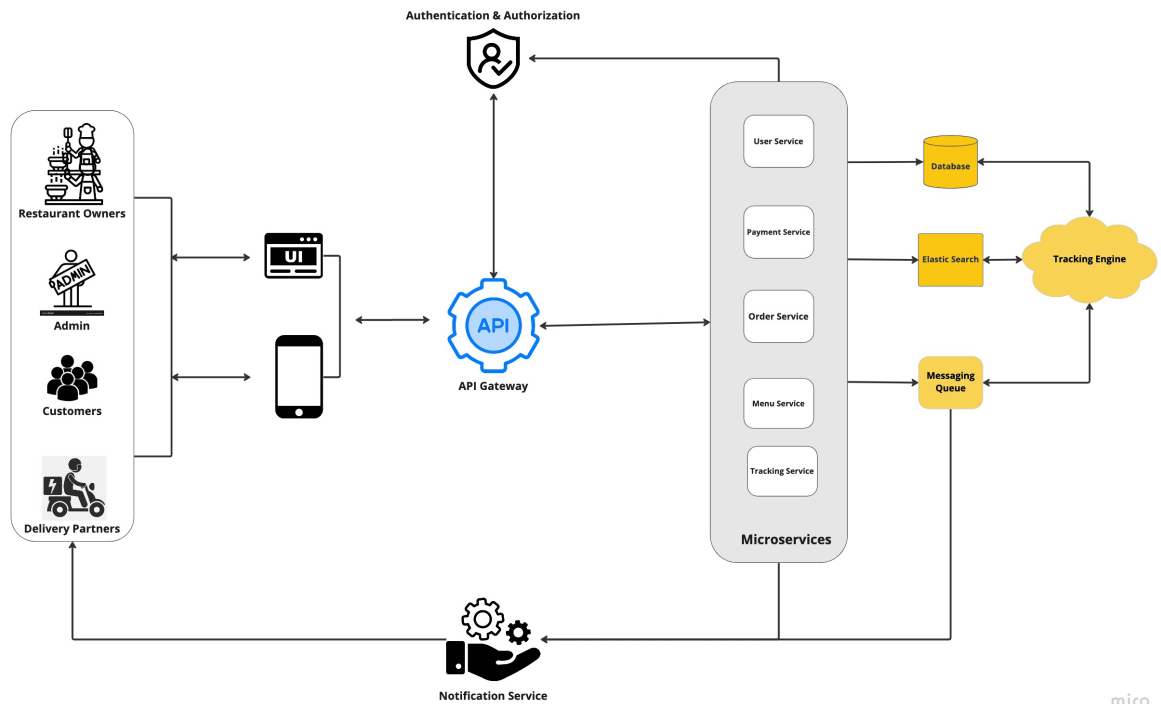 Authentication & Authorization
Restaurant Owners
ADMIN
Admin
Customers
Delivery Partners
UI
API
API Gateway
User Service
Payment Service
Order Service
Menu Service
Tracking Service
Microservices
Database
Elastic Search
Messaging
Queue
Tracking Engine
Notification Service
miro